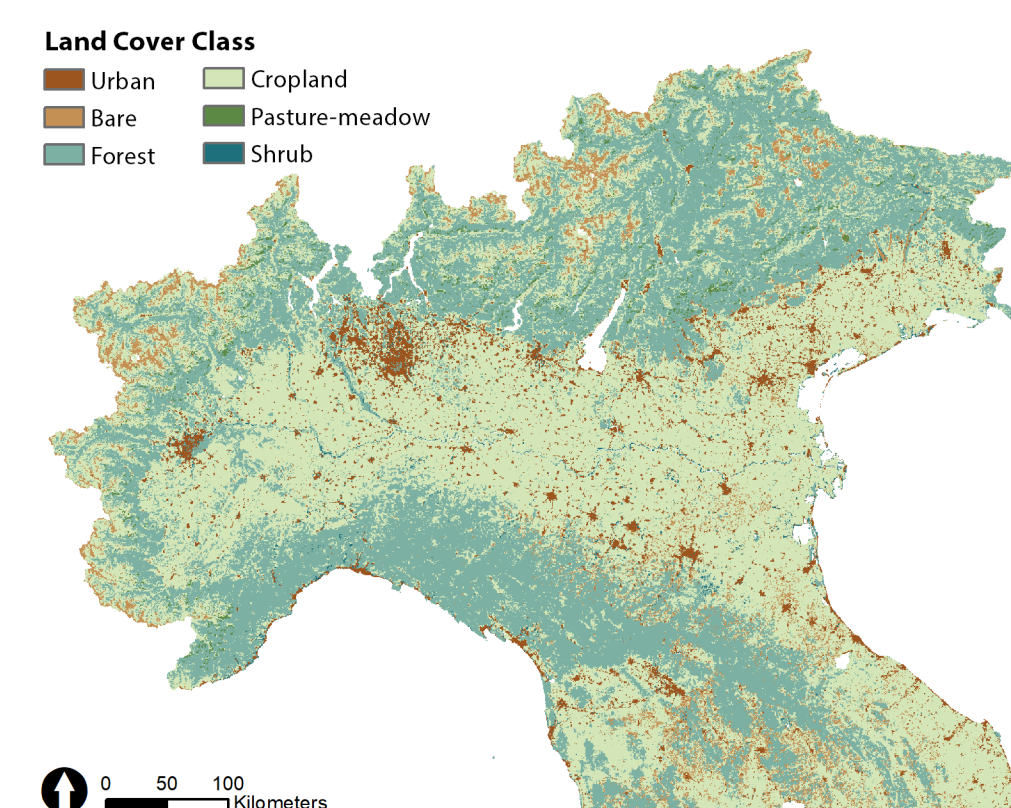 Land Cover Class
Urban
Bare
Forest
Cropland
Pasture-meadow
Shrub
0 50 100
Kilometers